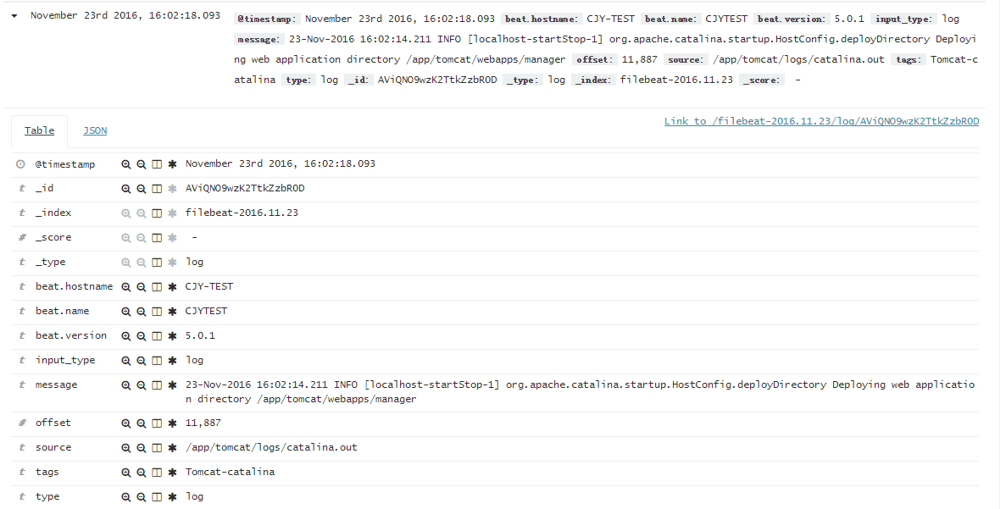 November 23rd 2016, 16:02:18.093 @timestamp: November 23rd 2016, 16:02:18.093 beat.hostname: CJY-TEST beat.name: CJYTEST beat.version: 5.0.1 input_type: log
message: 23-Nov-2016 16:02:14.211 INFO [localhost-startStop-1] org.apache.catalina.startup.HostConfig.deployDirectory Deployi
ng web application directory /app/tomcat/webapps/manager offset: 11,887 source: /app/tomcat/logs/catalina.out tags: Tomcat-c
atalina type: log _id: AViQNO9wzK2TtkZzbROD _type: log _index: filebeat-2016.11.23 _score: -
Link to /filebeat-2016.11.23/log/AViQNO9wzK2TtkZzbROD
Table JSON
@timestamp November 23rd 2016, 16:02:18.093
t _id AViQNO9wzK2TtkZzbROD
t _index filebeat-2016.11.23
# _score -
t _type log
t beat.hostname CJY-TEST
t beat.name CJYTEST
t beat.version 5.0.1
t input_type log
t message 23-Nov-2016 16:02:14.211 INFO [localhost-startStop-1] org.apache.catalina.startup.HostConfig.deployDirectory Deploying web applicatio
n directory /app/tomcat/webapps/manager
# offset 11,887
t source /app/tomcat/logs/catalina.out
t tags Tomcat-catalina
t type log